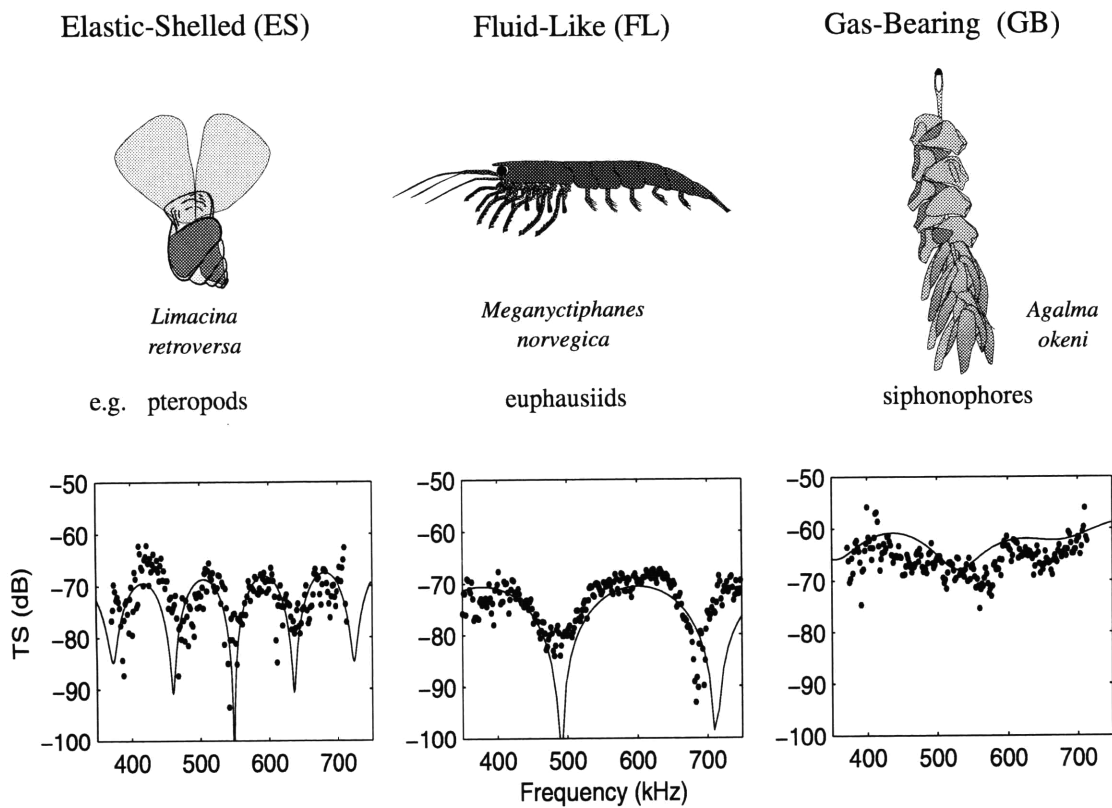 Elastic-Shelled (ES)
Fluid-Like (FL)
Gas-Bearing (GB)
Limacina
retroversa
Meganyctiphanes
norvegica
Agalma
okeni
e.g. pteropods
euphausiids
siphonophores
TS (dB)
−50
−60
−70
−80
−90
−100
400 500 600 700
−50
−60
−70
−80
−90
−100
400 500 600 700
−50
−60
−70
−80
−90
−100
400 500 600 700
Frequency (kHz)